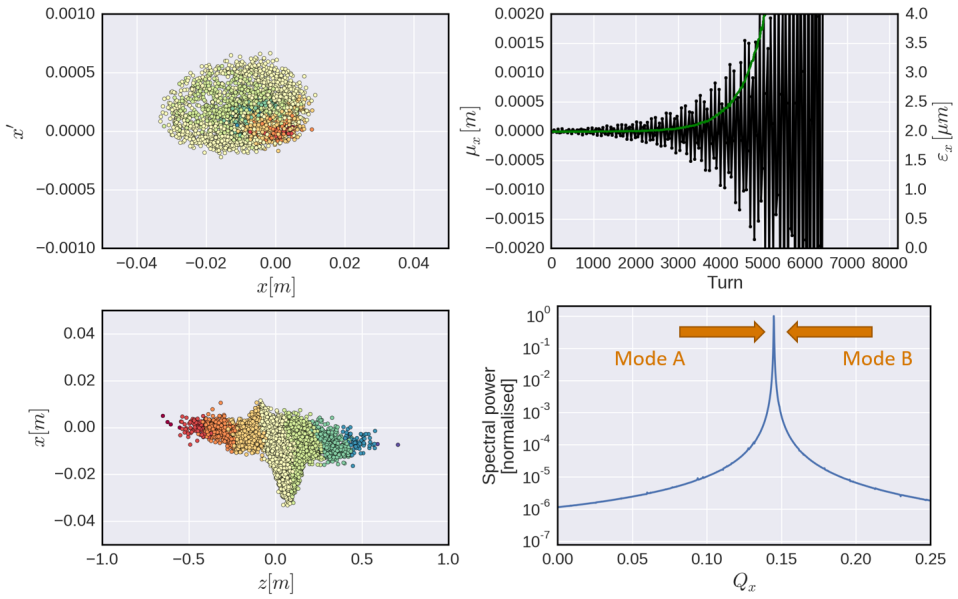 0.0010
0.0005
0.0000
−0.0005
−0.0010
x′
−0.04 −0.02 0.00 0.02 0.04
x[m]
0.0020
0.0015
0.0010
0.0005
0.0000
−0.0005
−0.0010
−0.0015
−0.0020
μₓ [m]
4.0
3.5
3.0
2.5
2.0
1.5
1.0
0.5
0.0
εₓ [μm]
0 1000 2000 3000 4000 5000 6000 7000 8000
Turn
0.04
0.02
0.00
−0.02
−0.04
x[m]
−1.0 −0.5 0.0 0.5 1.0
z[m]
10⁰
10⁻¹
10⁻²
10⁻³
10⁻⁴
10⁻⁵
10⁻⁶
10⁻⁷
Spectral power
[normalised]
Mode A Mode B
0.00 0.05 0.10 0.15 0.20 0.25
Qₓ